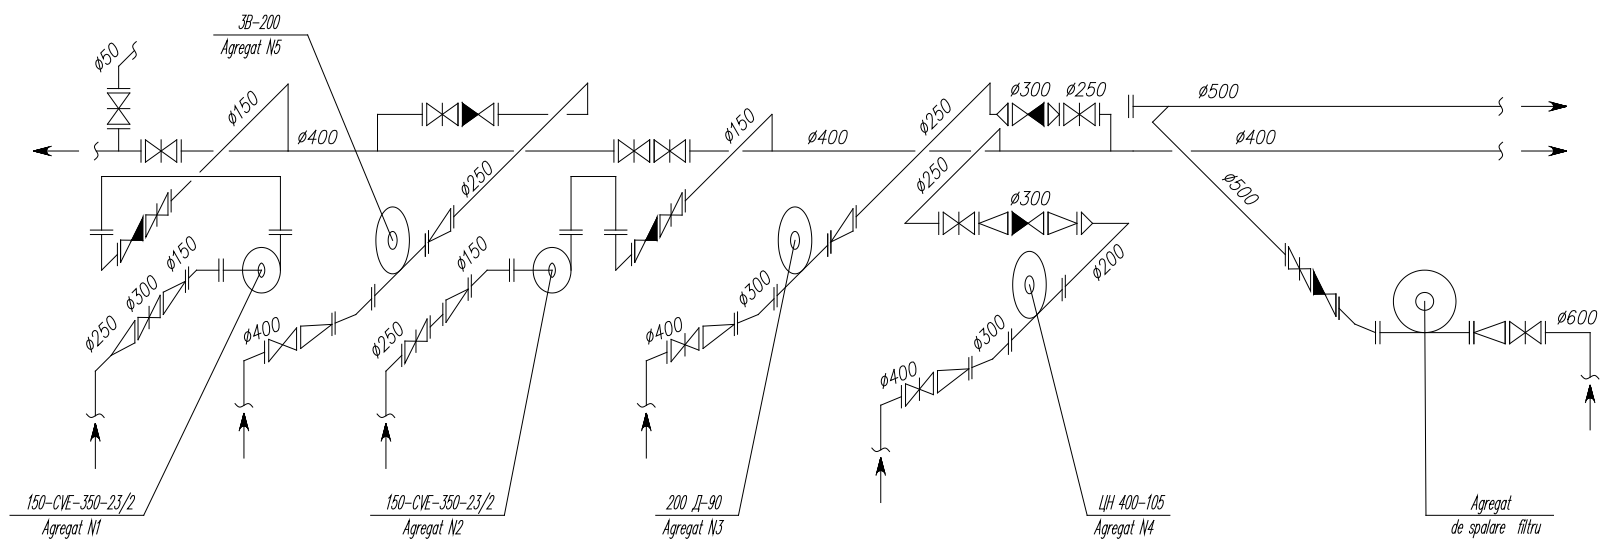 3В-200
Agregat N5
ø50
ø150
ø400
ø250
ø150
ø400
ø250
ø300
ø250
ø500
ø400
ø250
ø300
ø500
ø150
ø300
ø250
ø400
ø150
ø250
ø300
ø400
ø200
ø300
ø400
ø600
150-CVE-350-23/2
Agregat N1
150-CVE-350-23/2
Agregat N2
200 Д-90
Agregat N3
ЦН 400-105
Agregat N4
Agregat
de spalare filtru